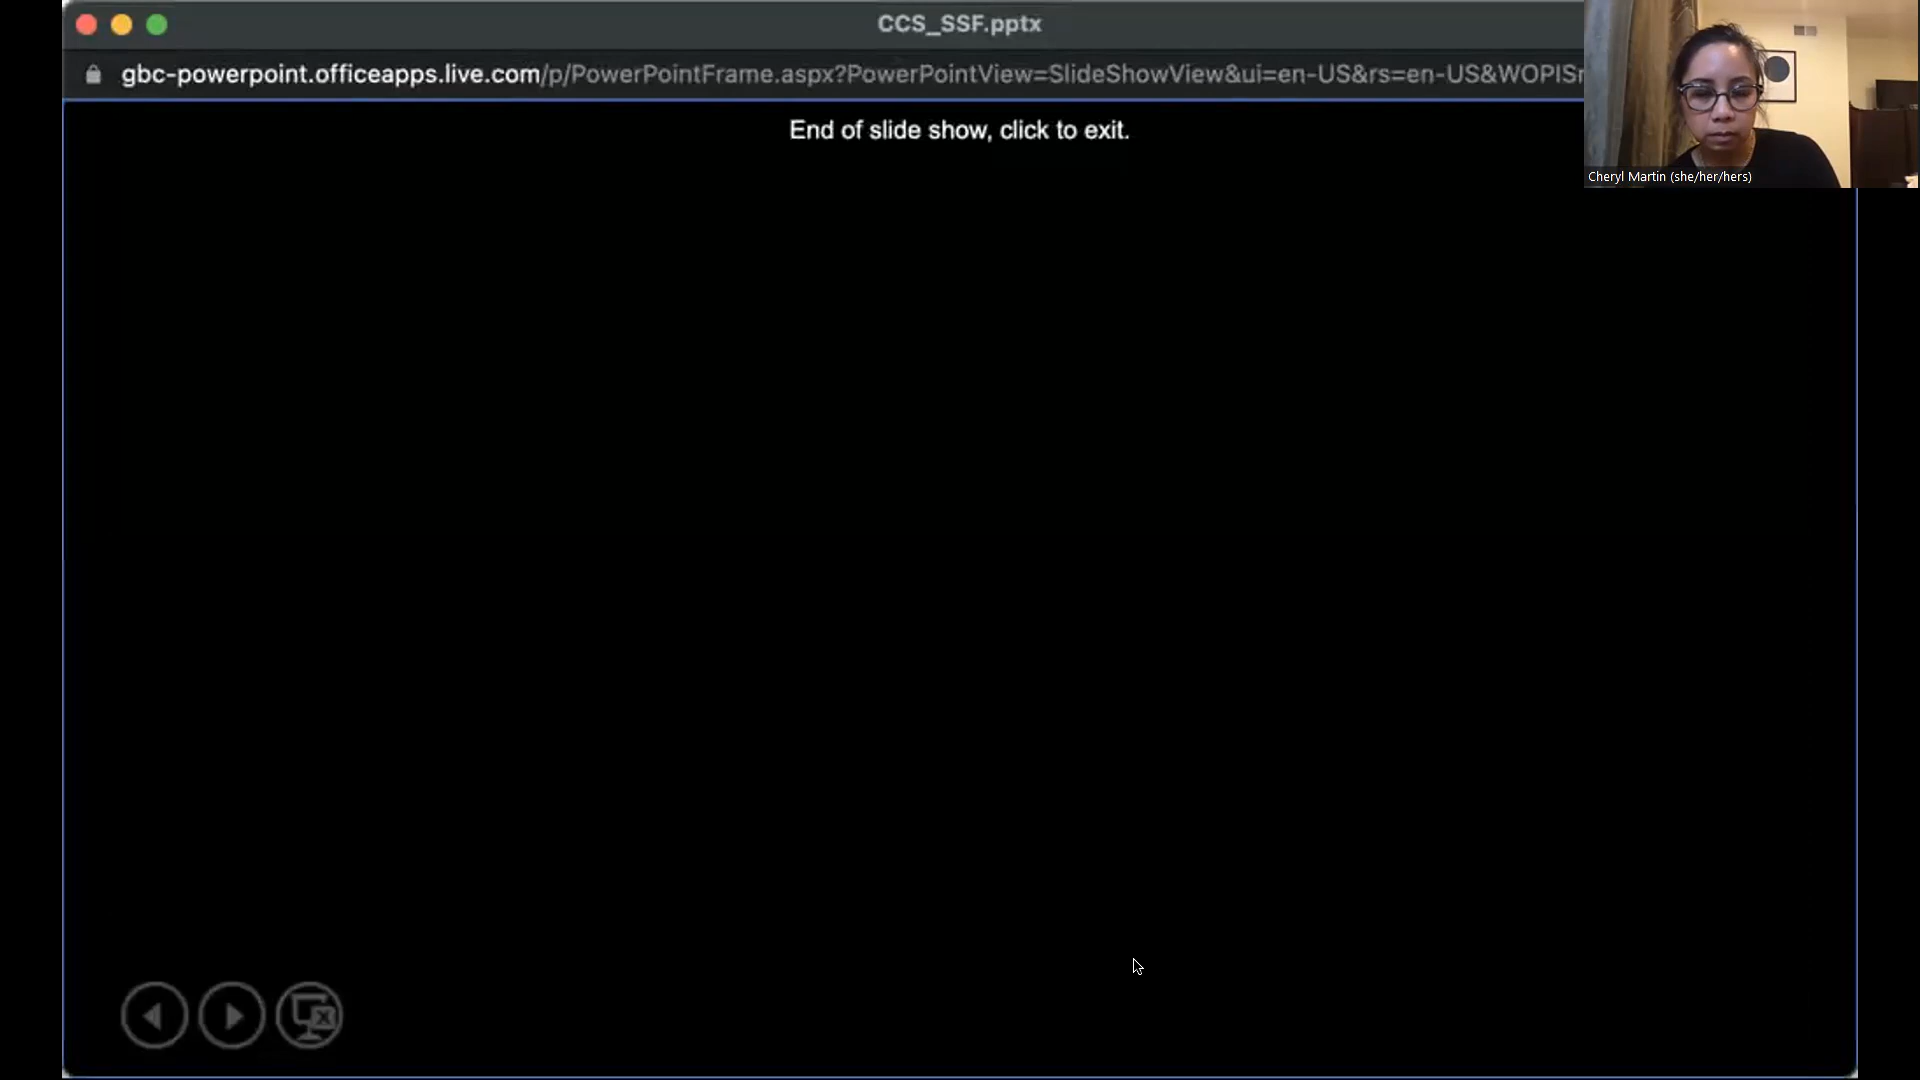 CCS_SSF.pptx
gbc-powerpoint.officeapps.live.com/p/PowerPointFrame.aspx?PowerPointView=SlideShowView&ui=en-US&rs=en-US&WOPISr
End of slide show, click to exit.
Cheryl Martin (she/her/hers)